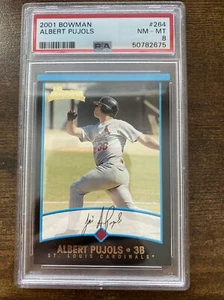 2001 BOWMAN #264
ALBERT PUJOLS NM - MT
PSA 8
50782675
ALBERT PUJOLS 3B
ST. LOUIS CARDINALS